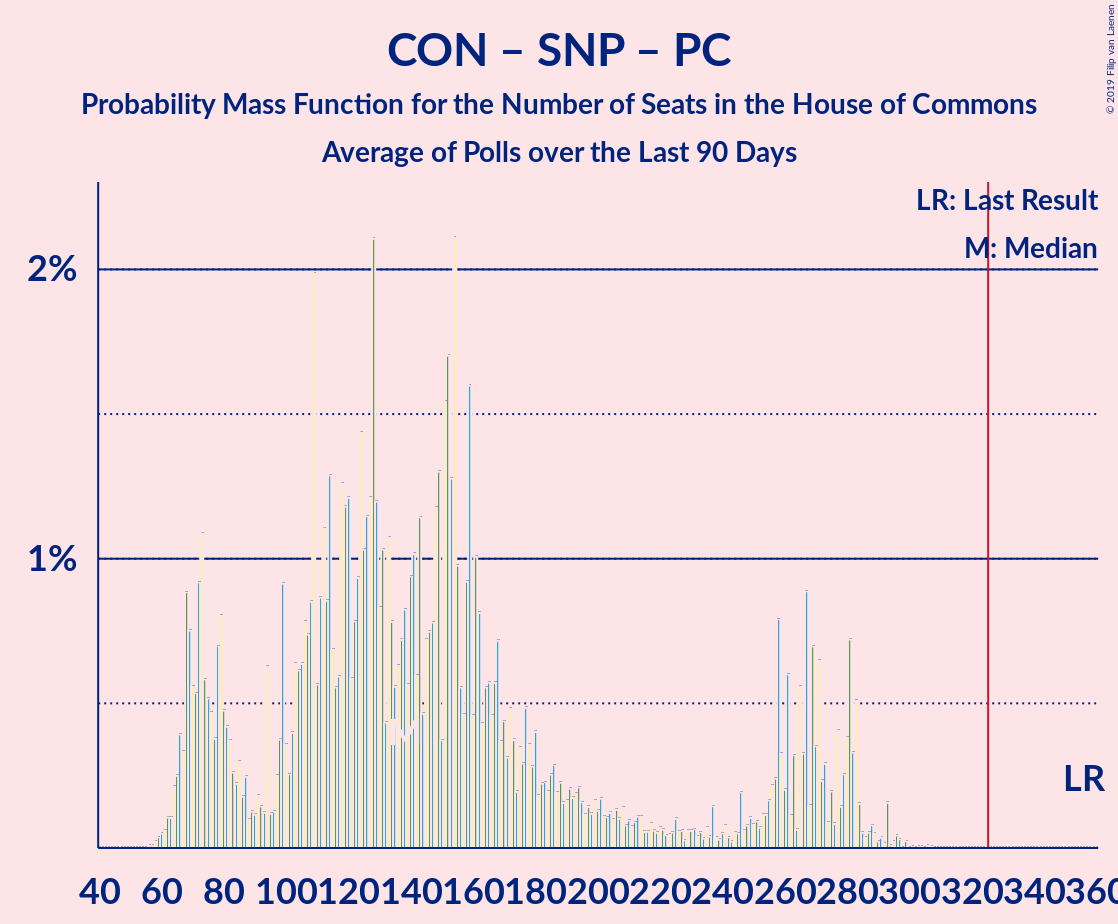 CON – SNP – PC
Probability Mass Function for the Number of Seats in the House of Commons
Average of Polls over the Last 90 Days
© 2019 Filip van Laenen
LR: Last Result
M: Median
2%
1%
M
LR
40 60 80 100 120 140 160 180 200 220 240 260 280 300 320 340 360